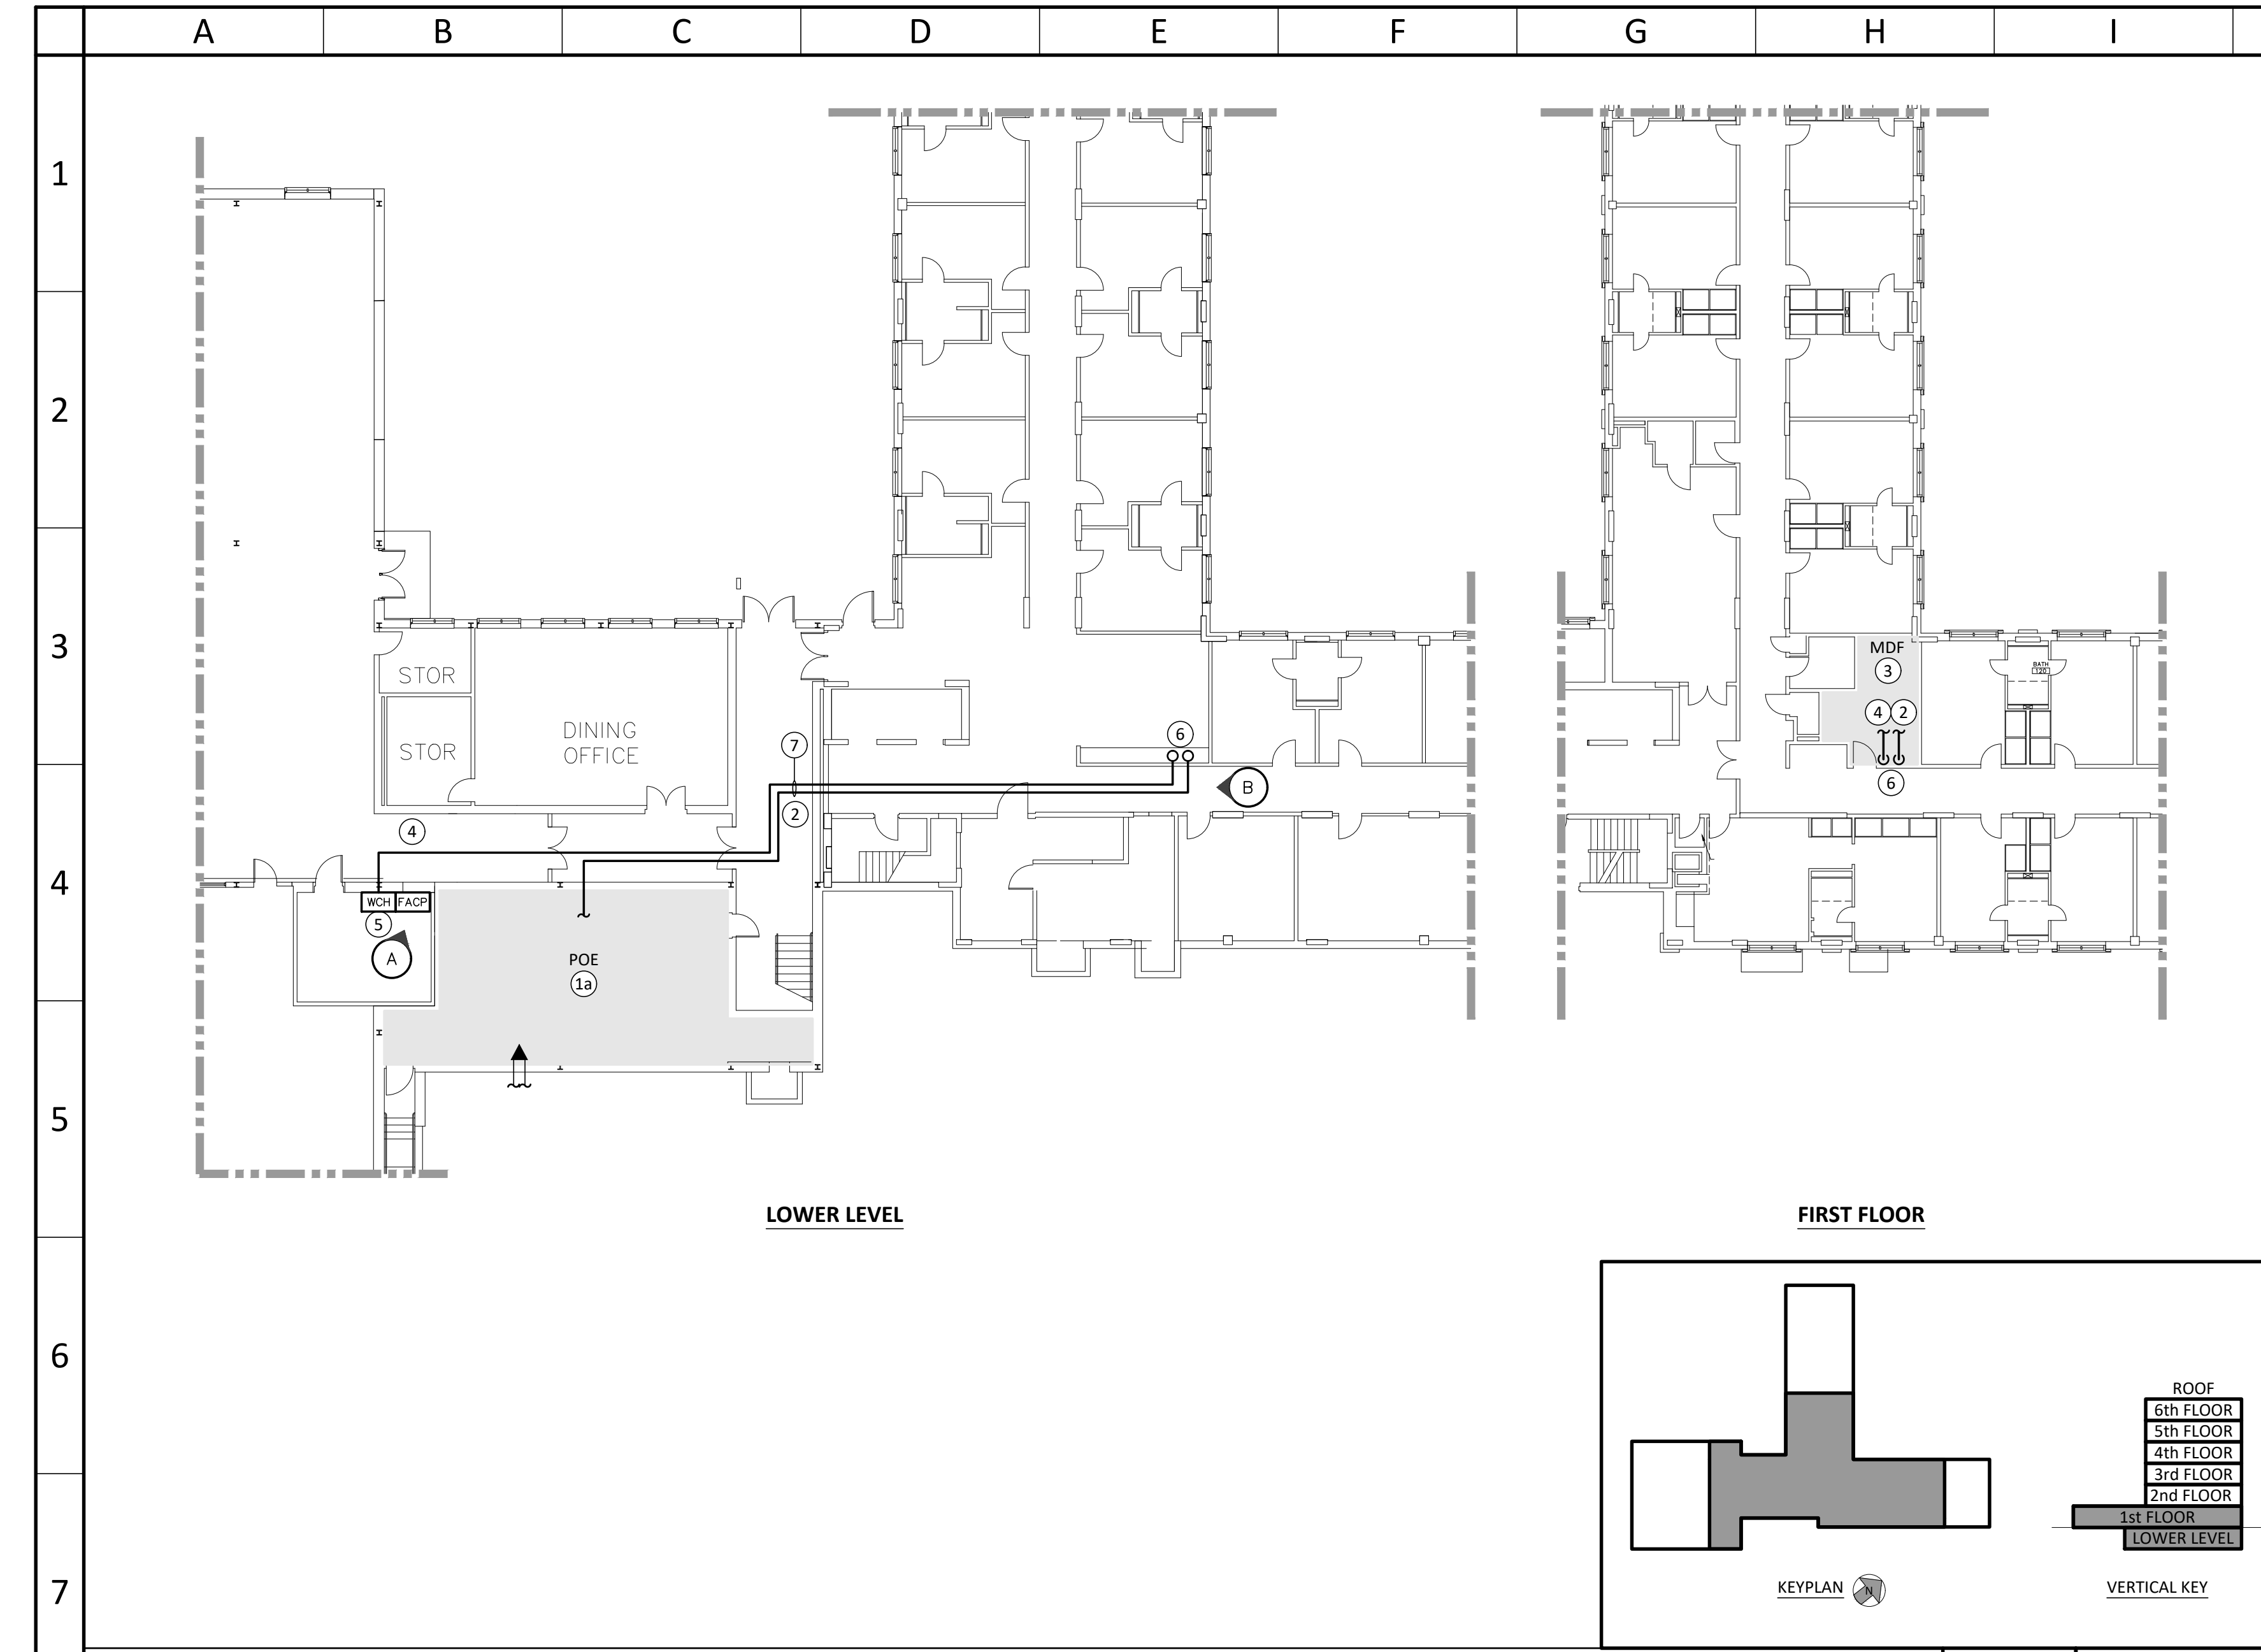 A B C D E F G H I
1
2
3
4
5
6
7
STOR
STOR
DINING
OFFICE
7
2
6
B
4
WCH FACP
5
A
POE
1a
MDF
3
4 2
6
BATH
120
LOWER LEVEL
FIRST FLOOR
ROOF
6th FLOOR
5th FLOOR
4th FLOOR
3rd FLOOR
2nd FLOOR
1st FLOOR
LOWER LEVEL
KEYPLAN N
VERTICAL KEY